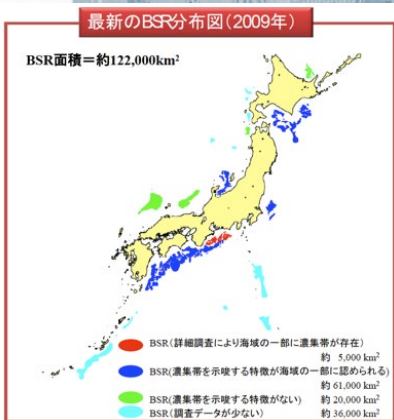 最新のBSR分布図(2009年)
BSR面積=約122,000km²
BSR(詳細調査により海域の一部に濃集帯が存在)
約 5,000 km²
BSR(濃集帯を示唆する特徴が海域の一部に認められる)
約 61,000 km²
BSR(濃集帯を示唆する特徴がない) 約 20,000 km²
BSR(調査データが少ない) 約 36,000 km²